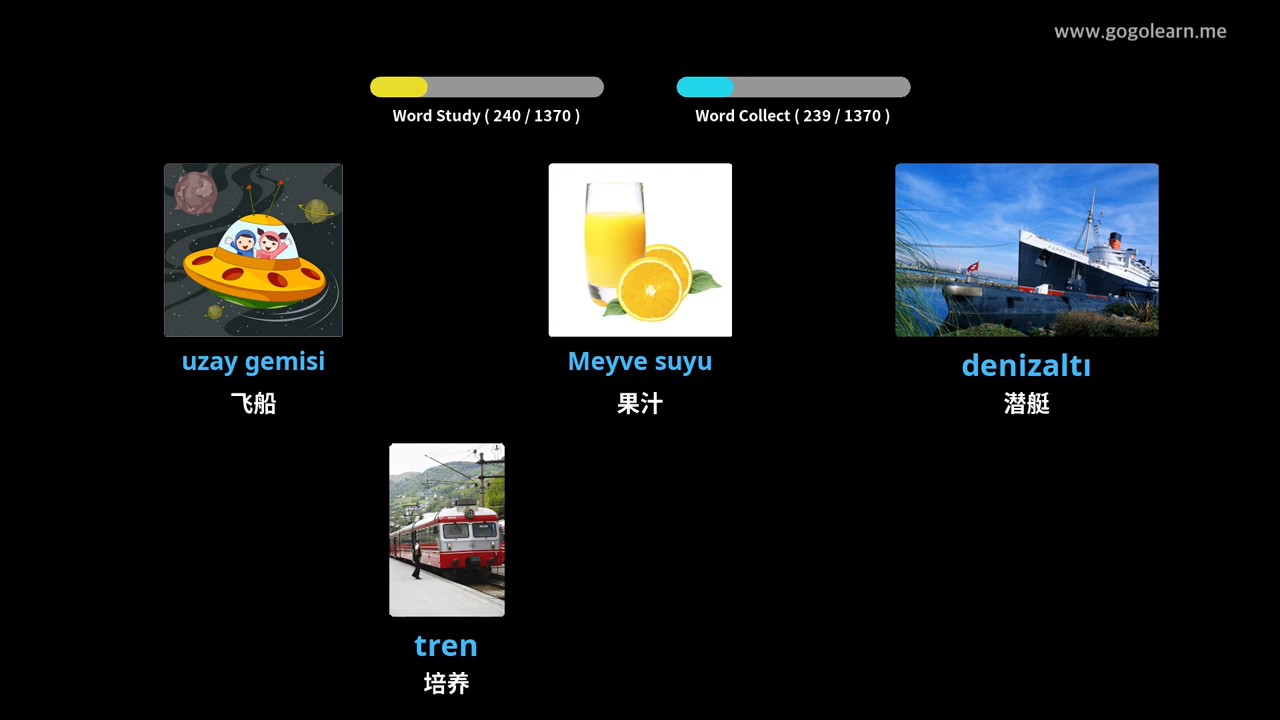 www.gogolearn.me
Word Study ( 240 / 1370 )
Word Collect ( 239 / 1370 )
uzay gemisi
飞船
Meyve suyu
果汁
denizaltı
潜艇
tren
培养